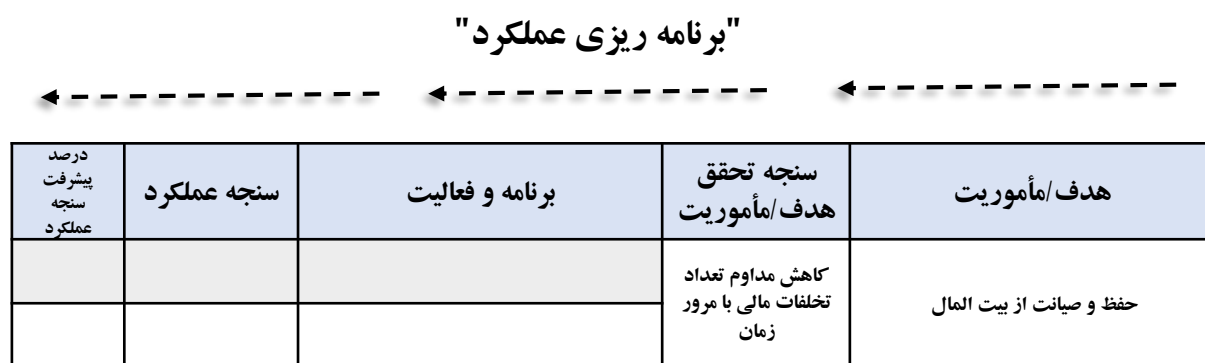 "برنامه ریزی عملکرد"
هدف/مأموریت
سنجه تحقق
هدف/مأموریت
برنامه و فعالیت
سنجه عملکرد
درصد
پیشرفت
سنجه
عملکرد
حفظ و صیانت از بیت المال
کاهش مداوم تعداد
تخلفات مالی با مرور
زمان